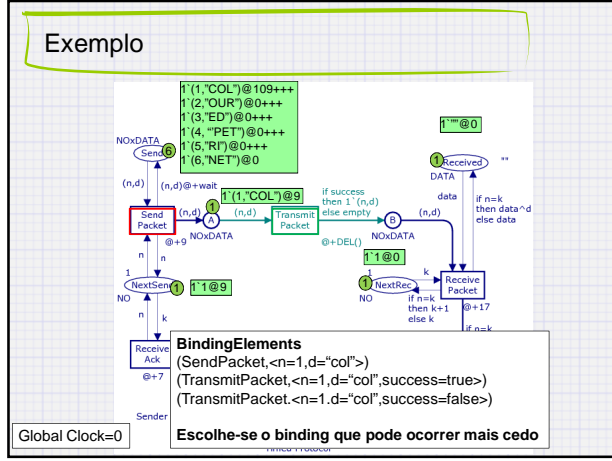 Exemplo
1`(1,"COL")@109+++
1`(2,"OUR")@0+++
1`(3,"ED")@0+++
1`(4, "“PET")@0+++
1`(5,"RI")@0+++
1`(6,"NET")@0
1`""@0
NOxDATA
Send
6
1
Received
""
DATA
(n,d)
(n,d)@+wait
1`(1,"COL")@9
if success
then 1`(n,d)
else empty
data
if n=k
then data^d
else data
Send
Packet
(n,d)
1
A
(n,d)
Transmit
Packet
B
(n,d)
@+9
NOxDATA
@+DEL()
NOxDATA
n
n
1`1@0
1
NextSend
1
1`1@9
1
1
NextRec
k
Receive
Packet
NO
NO
if n=k
then k+1
else k
@+17
n
k
if n=k
Receive
Ack
@+7
Sender
BindingElements
(SendPacket,<n=1,d=“col”>)
(TransmitPacket,<n=1,d=“col”,success=true>)
(TransmitPacket.<n=1.d=“col”,success=false>)
Escolhe-se o binding que pode ocorrer mais cedo
Global Clock=0
Timed Protocol